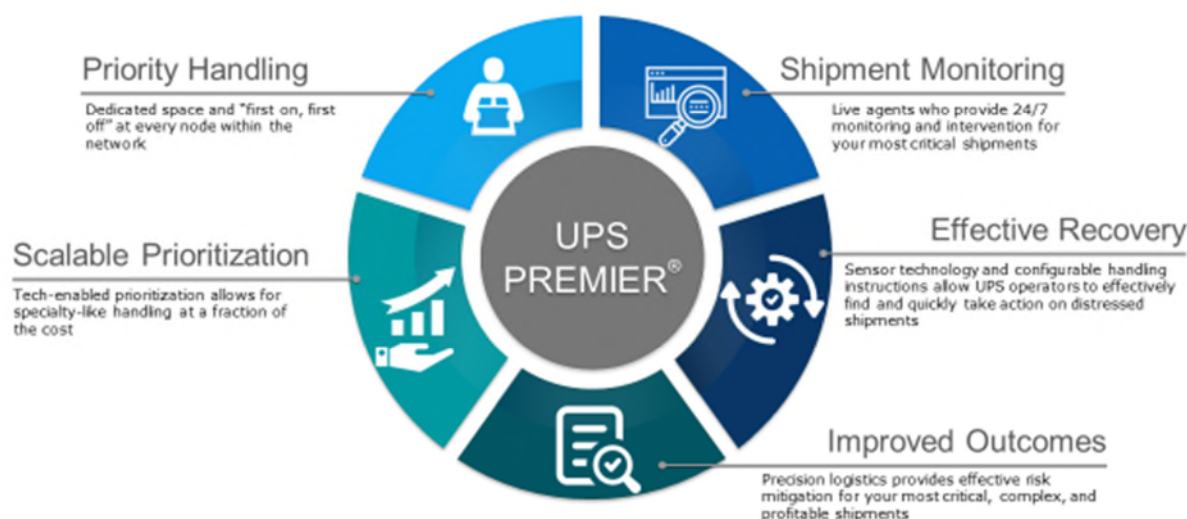 Priority Handling
Dedicated space and "first on, first
off" at every node within the
network
Shipment Monitoring
Live agents who provide 24/7
monitoring and intervention for
your most critical shipments
Scalable Prioritization
Tech-enabled prioritization allows for
specialty-like handling at a fraction of
the cost
UPS
PREMIER®
Effective Recovery
Sensor technology and configurable handling
instructions allow UPS operators to effectively
find and quickly take action on distressed
shipments
Improved Outcomes
Precision logistics provides effective risk
mitigation for your most critical, complex, and
profitable shipments